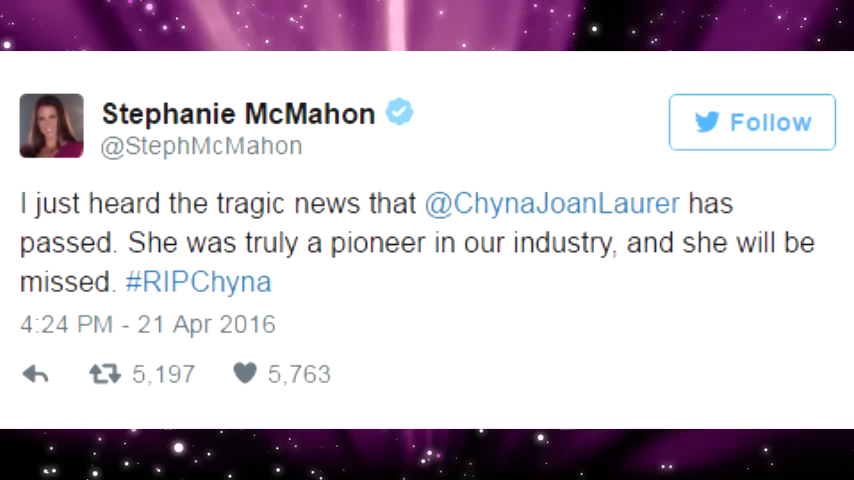 Stephanie McMahon
@StephMcMahon
Follow
I just heard the tragic news that @ChynaJoanLaurer has
passed. She was truly a pioneer in our industry, and she will be
missed. #RIPChyna
4:24 PM - 21 Apr 2016
5,197 5,763